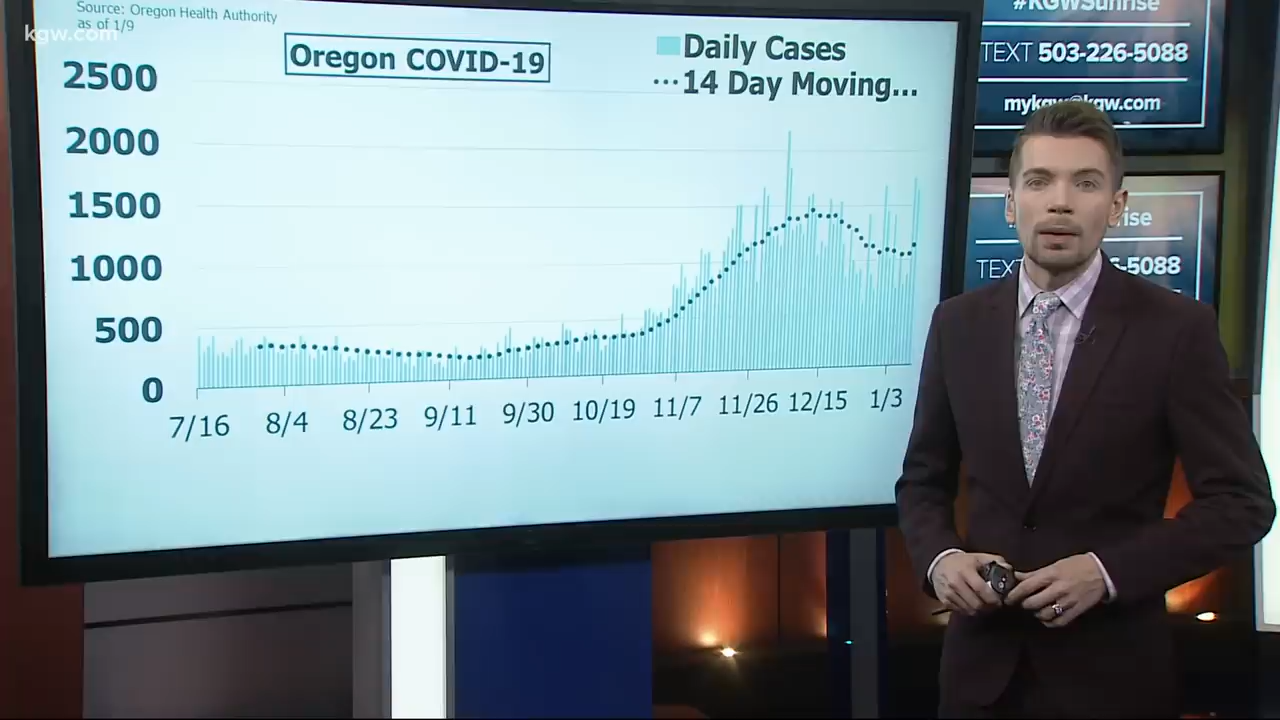 Source: Oregon Health Authority
as of 1/9
kgw.com
Oregon COVID-19
Daily Cases
14 Day Moving...
2500
2000
1500
1000
500
0
7/16 8/4 8/23 9/11 9/30 10/19 11/7 11/26 12/15 1/3
#KGWSunrise
TEXT 503-226-5088
mykgw@kgw.com
rise
TEXT 6-5088